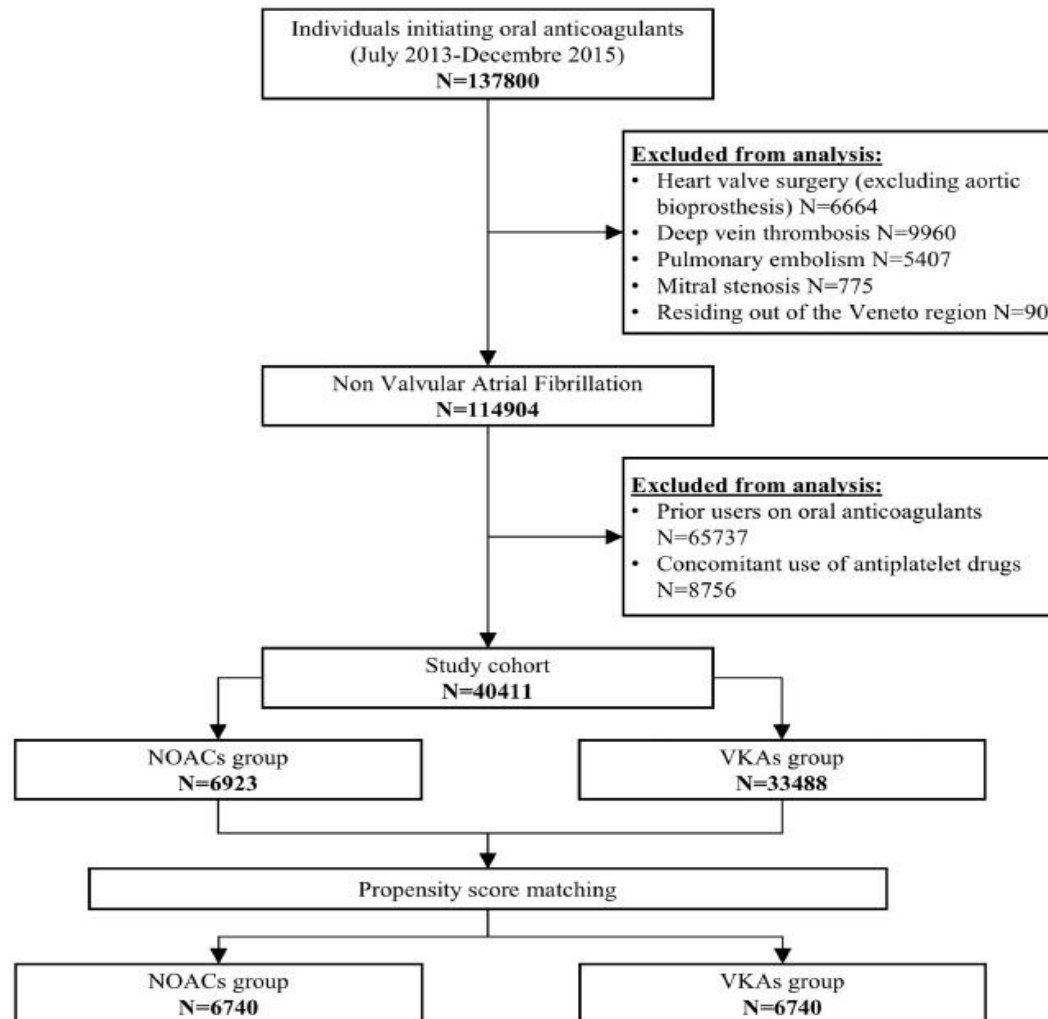 Individuals initiating oral anticoagulants
(July 2013-Decembre 2015)
N=137800
Excluded from analysis:
• Heart valve surgery (excluding aortic
bioprosthesis) N=6664
• Deep vein thrombosis N=9960
• Pulmonary embolism N=5407
• Mitral stenosis N=775
• Residing out of the Veneto region N=90
Non Valvular Atrial Fibrillation
N=114904
Excluded from analysis:
• Prior users on oral anticoagulants
N=65737
• Concomitant use of antiplatelet drugs
N=8756
Study cohort
N=40411
NOACs group
N=6923
VKAs group
N=33488
Propensity score matching
NOACs group
N=6740
VKAs group
N=6740